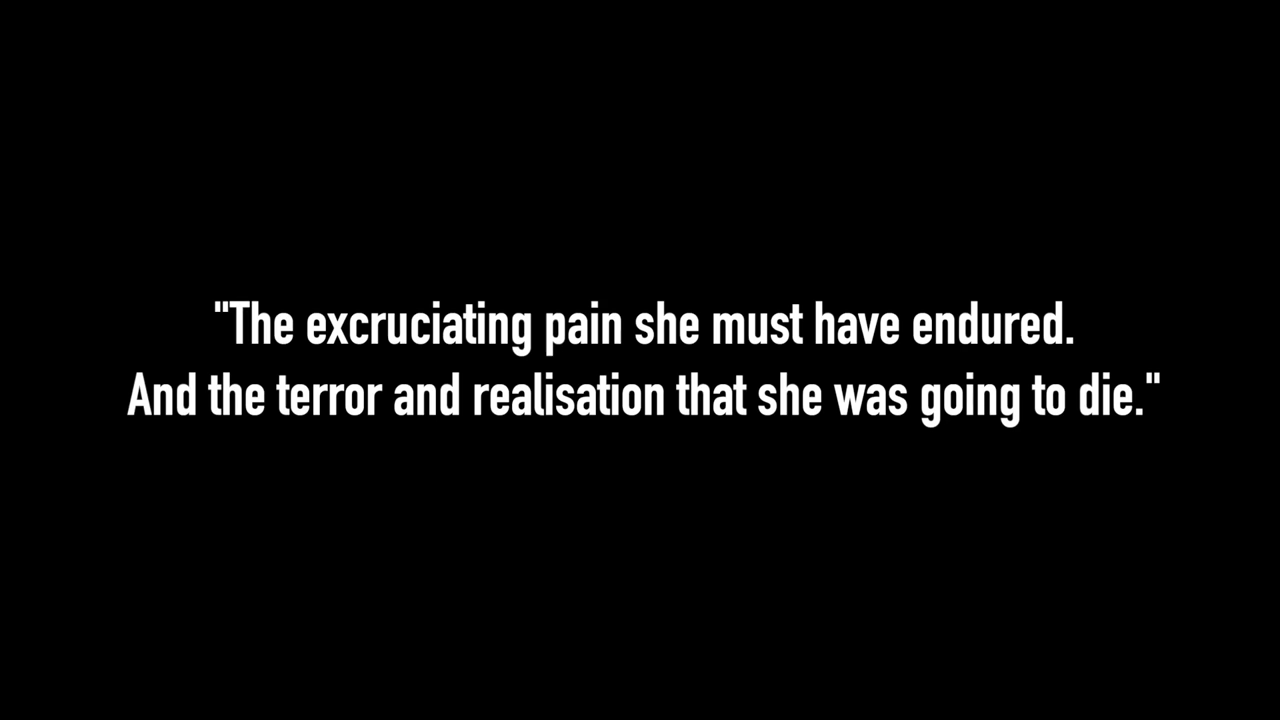 "The excruciating pain she must have endured.
And the terror and realisation that she was going to die."